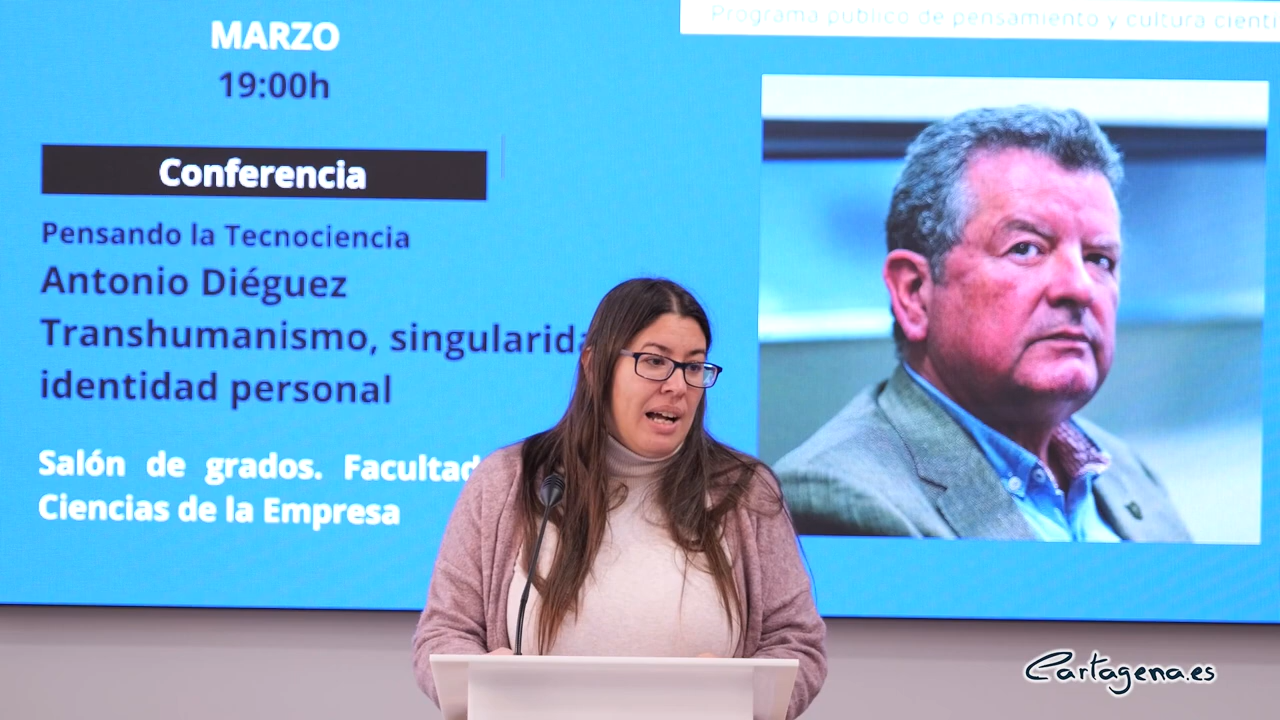 Programa público de pensamiento y cultura cientí
MARZO
19:00h
Conferencia
Pensando la Tecnociencia
Antonio Diéguez
Transhumanismo, singularida
identidad personal
Salón de grados. Facultad
Ciencias de la Empresa
Cartagena.es